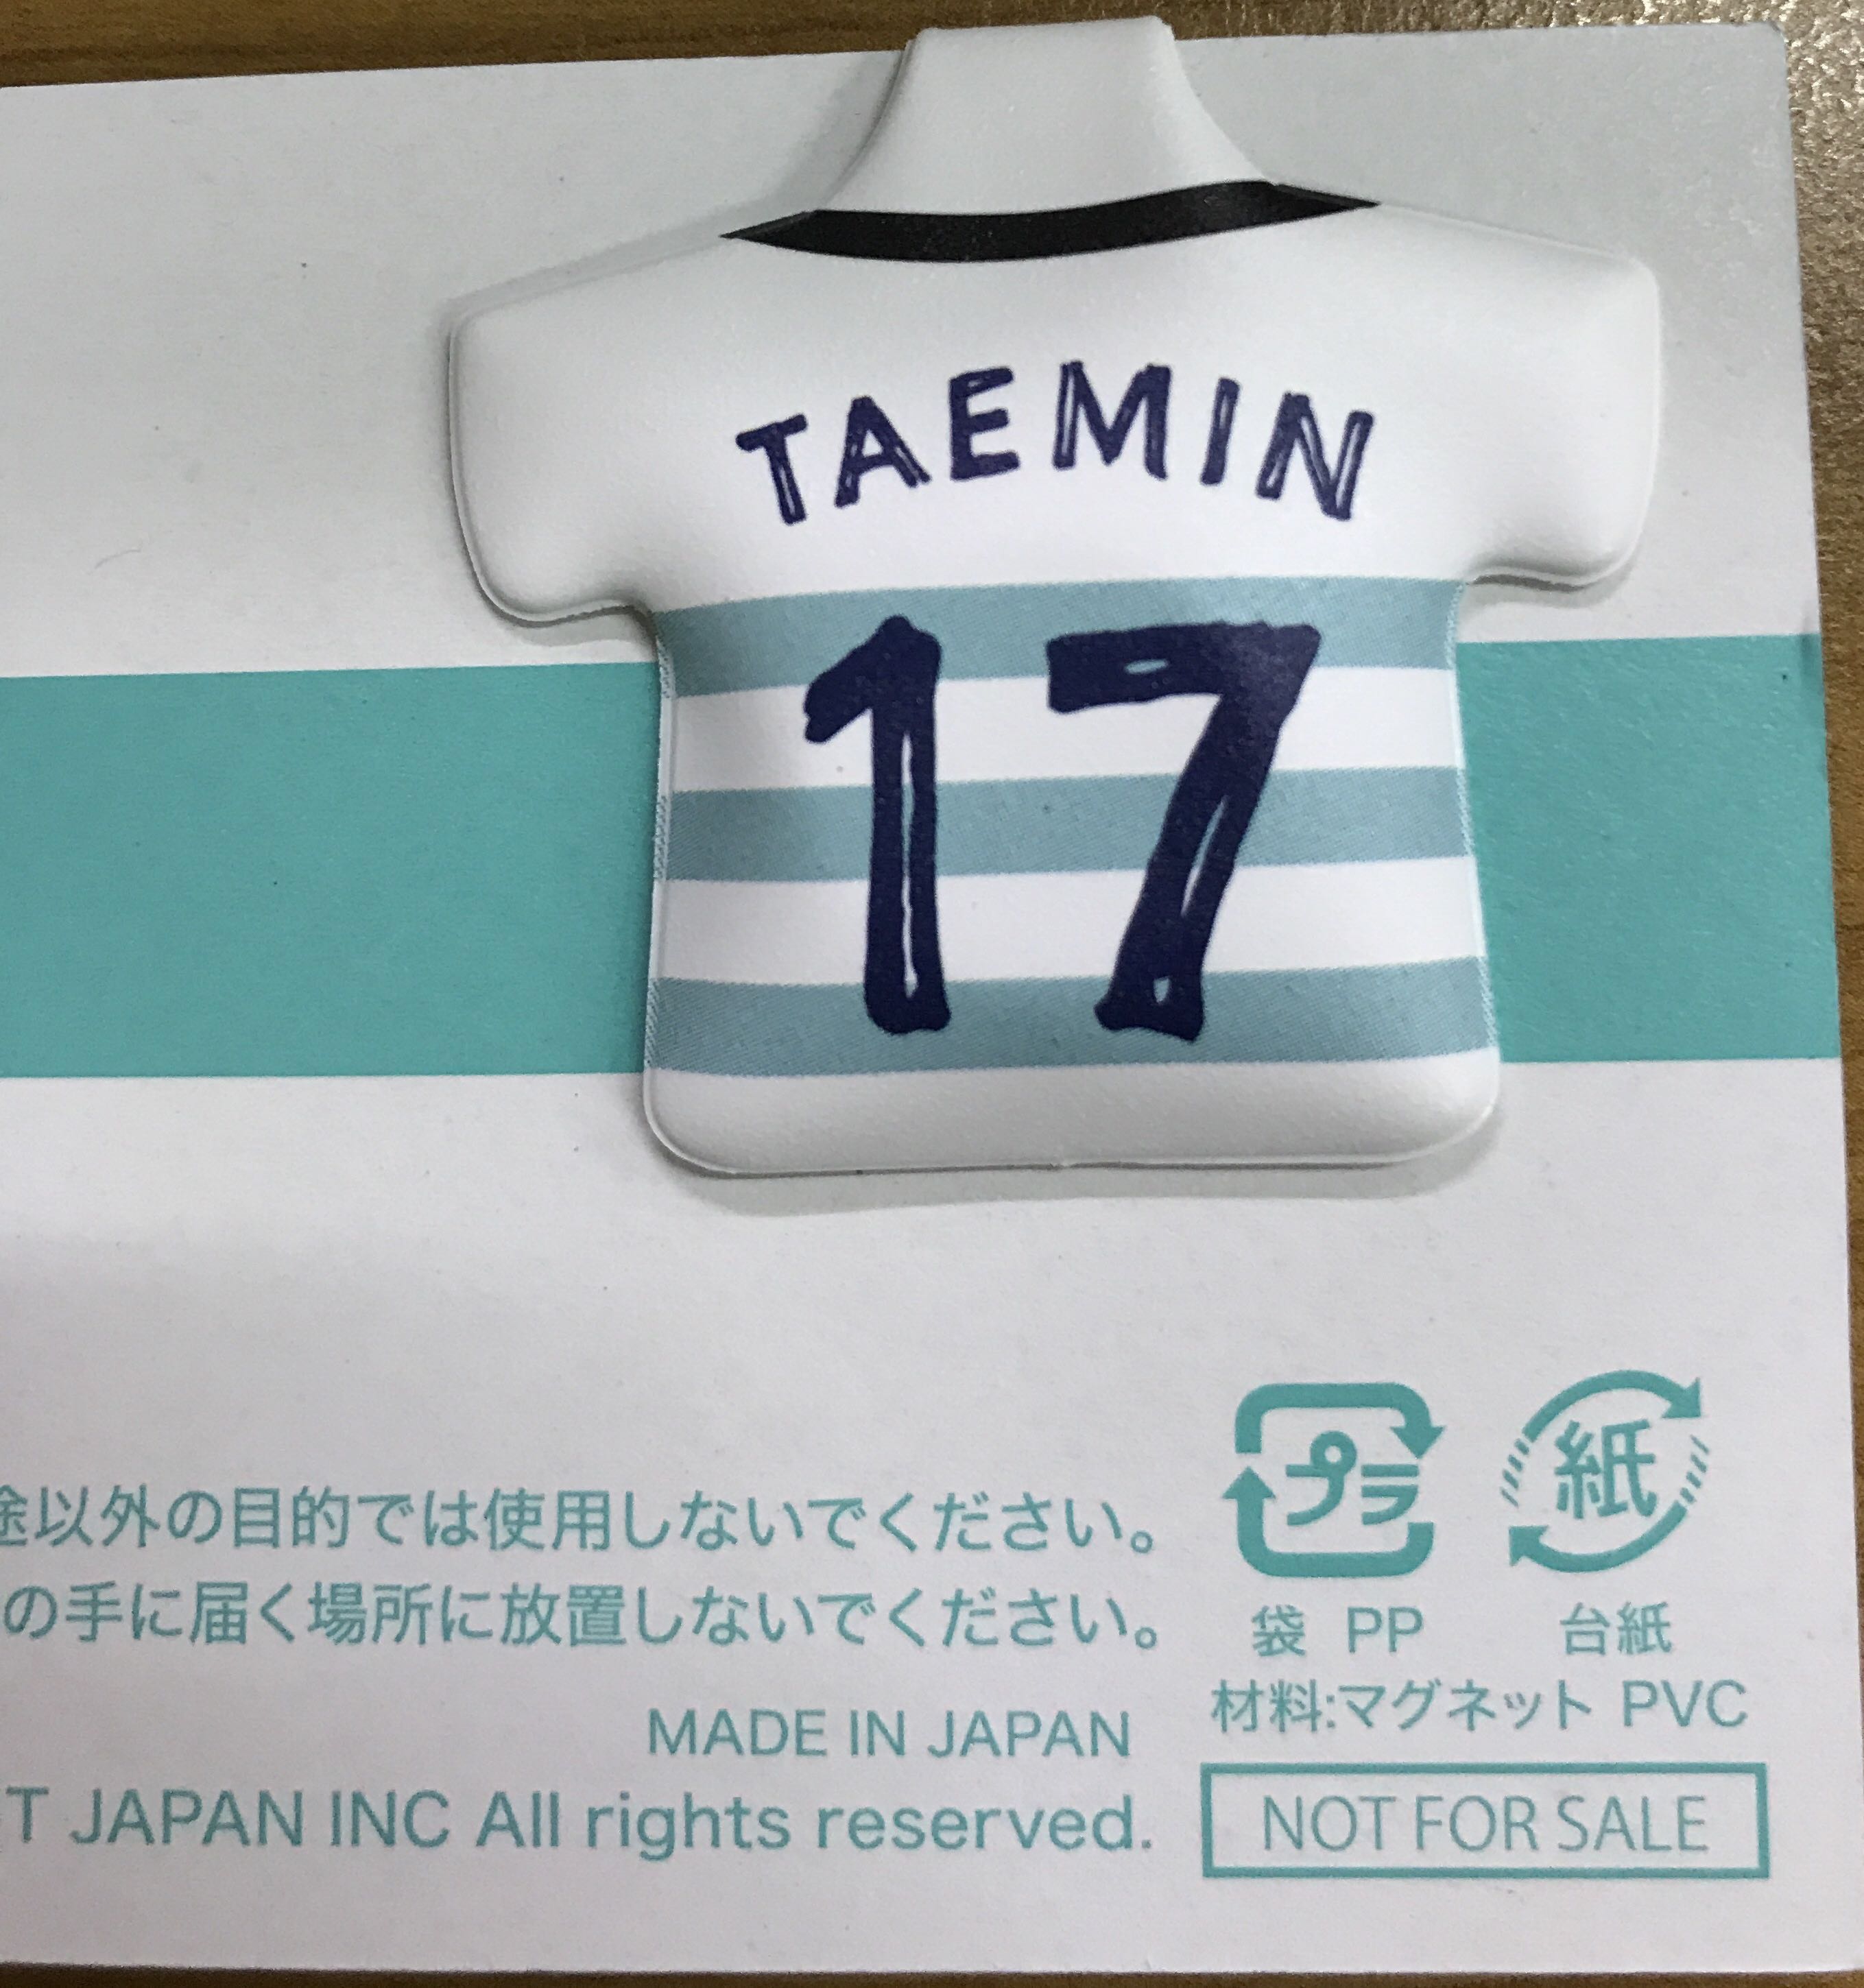 TAEMIN
17
途以外の目的では使用しないでください。
の手に届く場所に放置しないでください。
MADE IN JAPAN
T JAPAN INC All rights reserved.
プラ
紙
袋 PP
台紙
材料:マグネット PVC
NOT FOR SALE